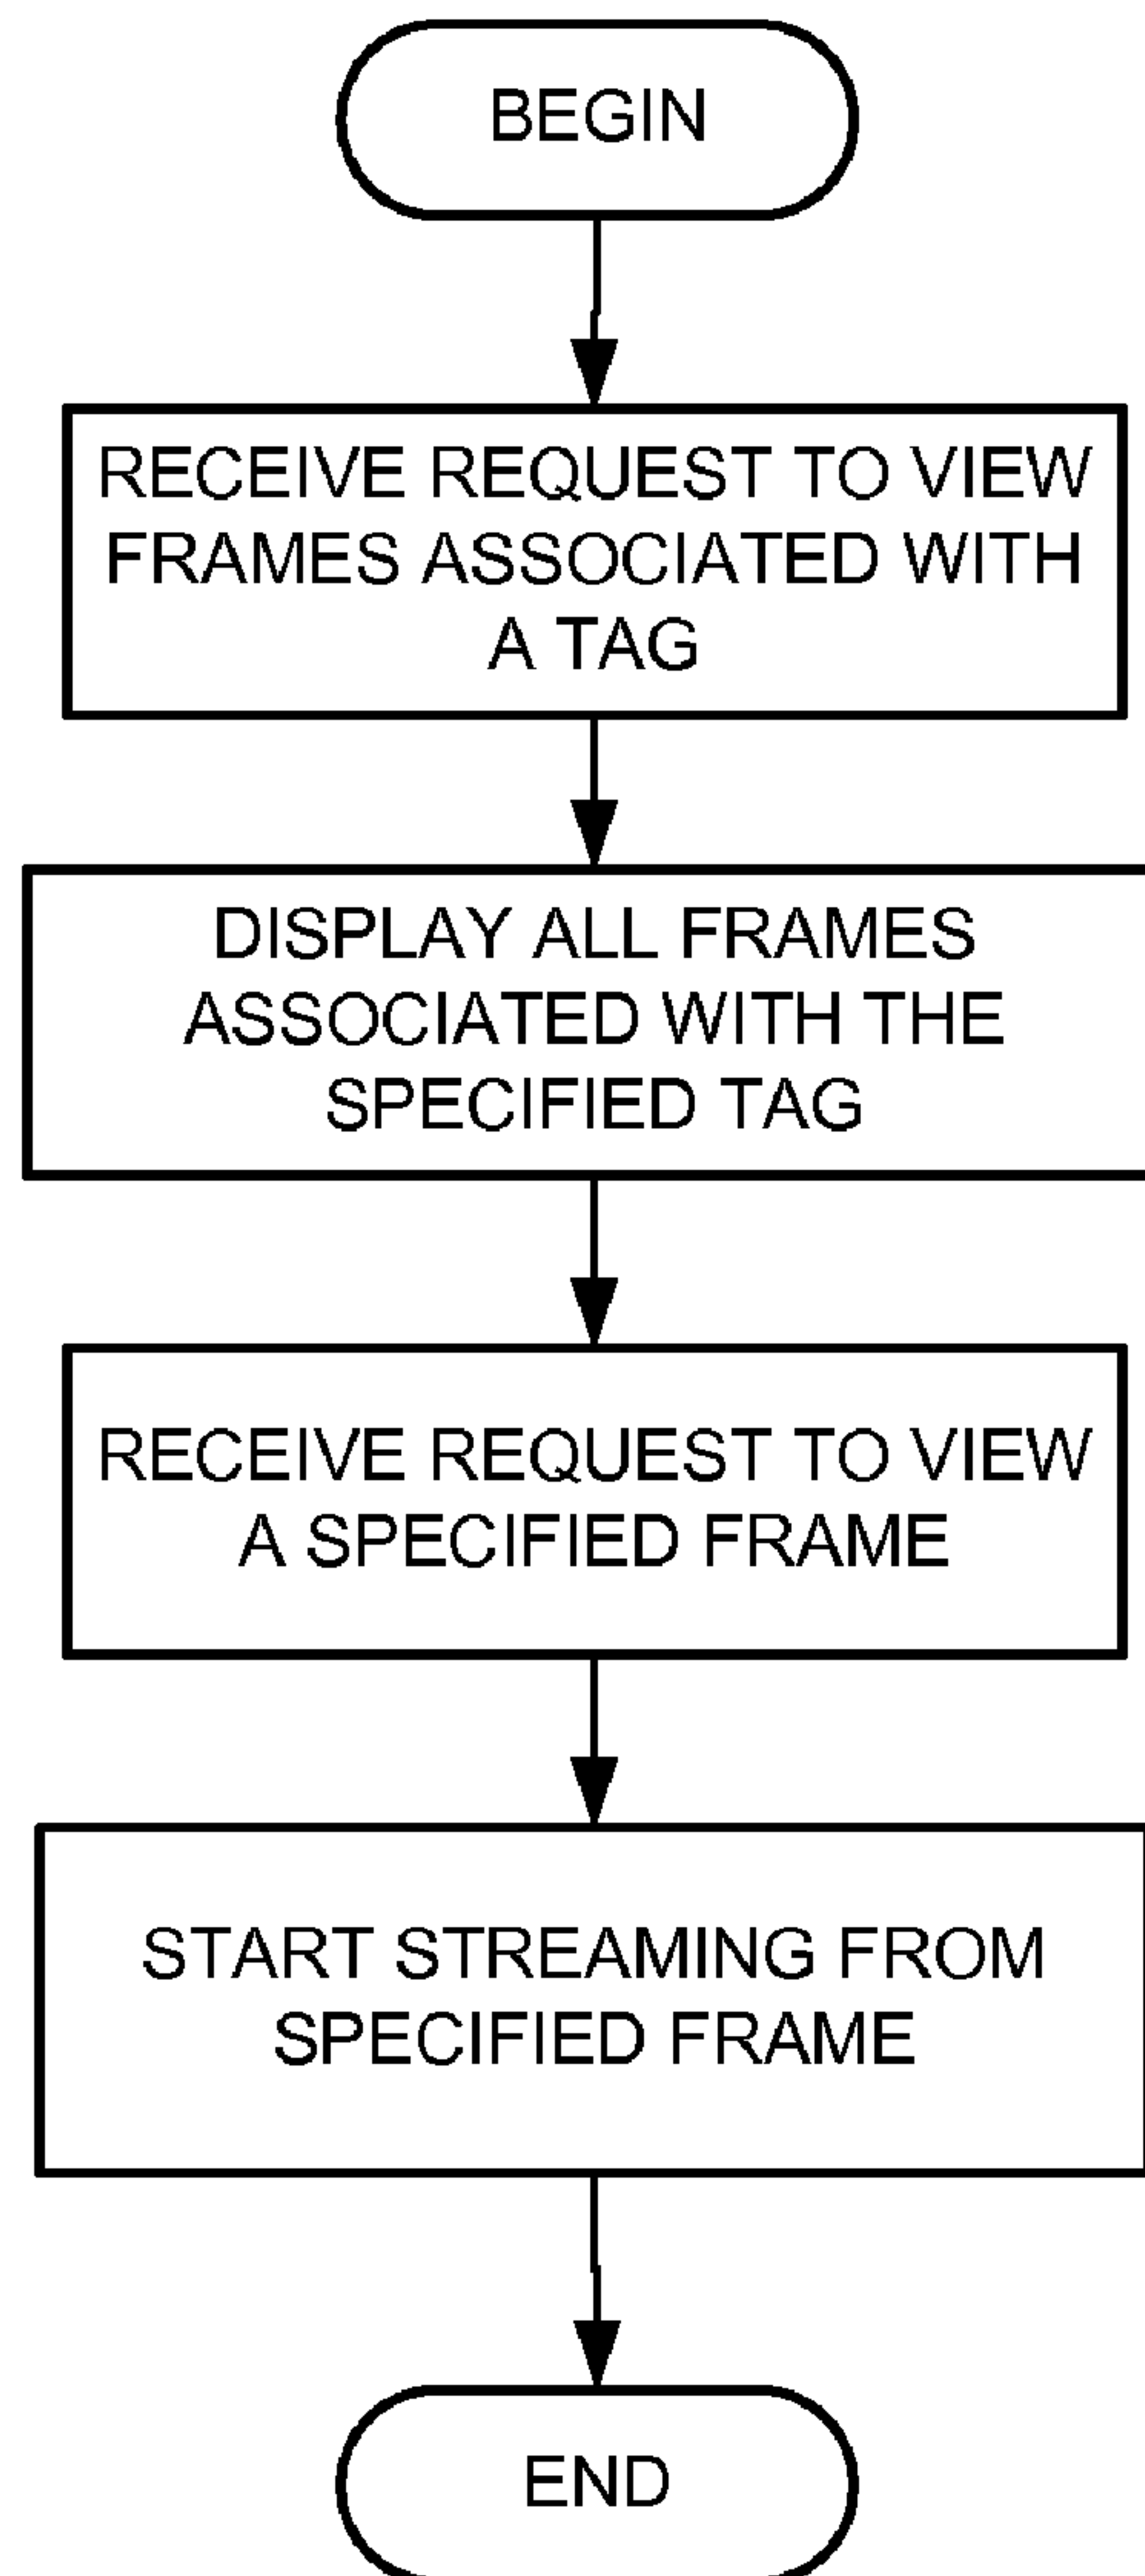 BEGIN
RECEIVE REQUEST TO VIEW
FRAMES ASSOCIATED WITH
A TAG
DISPLAY ALL FRAMES
ASSOCIATED WITH THE
SPECIFIED TAG
RECEIVE REQUEST TO VIEW
A SPECIFIED FRAME
START STREAMING FROM
SPECIFIED FRAME
END